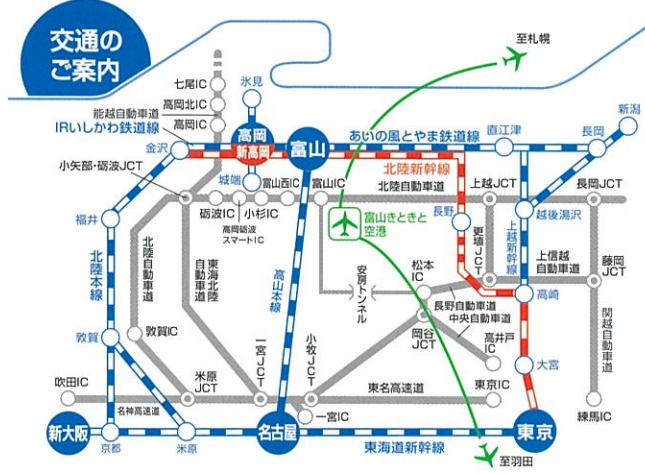 交通の
ご案内
至札幌
七尾IC
氷見
高岡北IC
能越自動車道
高岡IC
IRいしかわ鉄道線
高岡
新高岡
富山
あいの風とやま鉄道線
直江津
長岡
新潟
金沢
小矢部・砺波JCT
城端
富山西IC
富山IC
北陸新幹線
北陸自動車道
上越JCT
長岡JCT
砺波IC
小杉IC
高岡砺波
スマートIC
富山きときと
空港
長野
越後湯沢
福井
北陸自動車道
東海北陸
自動車道
更埴JCT
上越新幹線
上信越
自動車道
藤岡
JCT
北陸本線
高山本線
安房トンネル
松本
IC
長野自動車道
高崎
中央自動車道
関越自動車道
敦賀
敦賀IC
一宮JCT
小牧JCT
岡谷
JCT
高井戸
IC
大宮
米原
JCT
吹田IC
東名高速道
東京IC
名神高速道
一宮IC
練馬IC
新大阪
京都
米原
名古屋
東海道新幹線
東京
至羽田